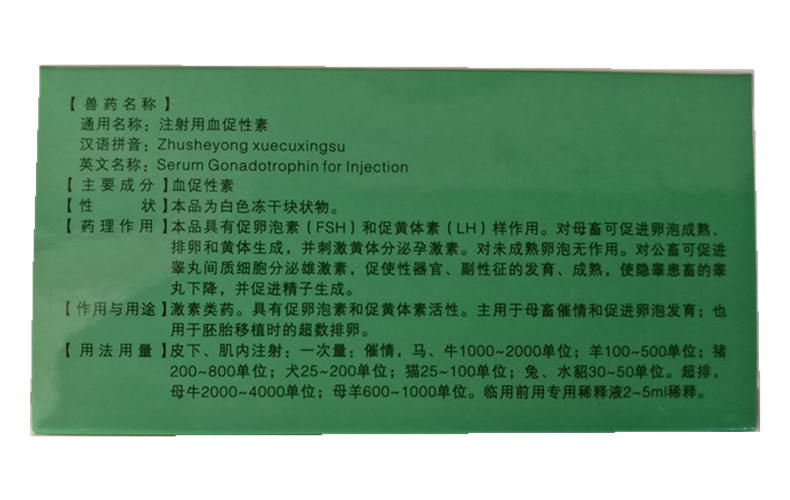 【兽药名称】
通用名称：注射用血促性素
汉语拼音：Zhusheyong xuecuxingsu
英文名称：Serum Gonadotrophin for Injection
【主要成分】血促性素
【性 状】本品为白色冻干块状物。
【药理作用】本品具有促卵泡素（FSH）和促黄体素（LH）样作用。对母畜可促进卵泡成熟、
排卵和黄体生成，并刺激黄体分泌孕激素。对未成熟卵泡无作用。对公畜可促进
睾丸间质细胞分泌雄激素，促使性器官、副性征的发育、成熟，使隐睾患畜的睾
丸下降，并促进精子生成。
【作用与用途】激素类药。具有促卵泡素和促黄体素活性。主用于母畜催情和促进卵泡发育；也
用于胚胎移植时的超数排卵。
【用法用量】皮下、肌内注射：一次量：催情，马、牛1000~2000单位；羊100~500单位；猪
200~800单位；犬25~200单位；猫25~100单位；兔、水貂30~50单位。超排，
母牛2000~4000单位；母羊600~1000单位。临用前用专用稀释液2~5ml稀释。